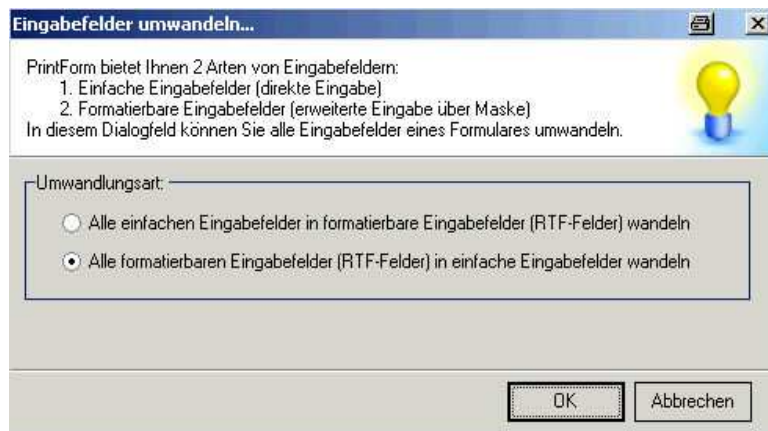 Eingabefelder umwandeln...
PrintForm bietet Ihnen 2 Arten von Eingabefeldern:
1. Einfache Eingabefelder (direkte Eingabe)
2. Formatierbare Eingabefelder (erweiterte Eingabe über Maske)
In diesem Dialogfeld können Sie alle Eingabefelder eines Formulares umwandeln.
Umwandlungsart:
Alle einfachen Eingabefelder in formatierbare Eingabefelder (RTF-Felder) wandeln
Alle formatierbaren Eingabefelder (RTF-Felder) in einfache Eingabefelder wandeln
OK Abbrechen